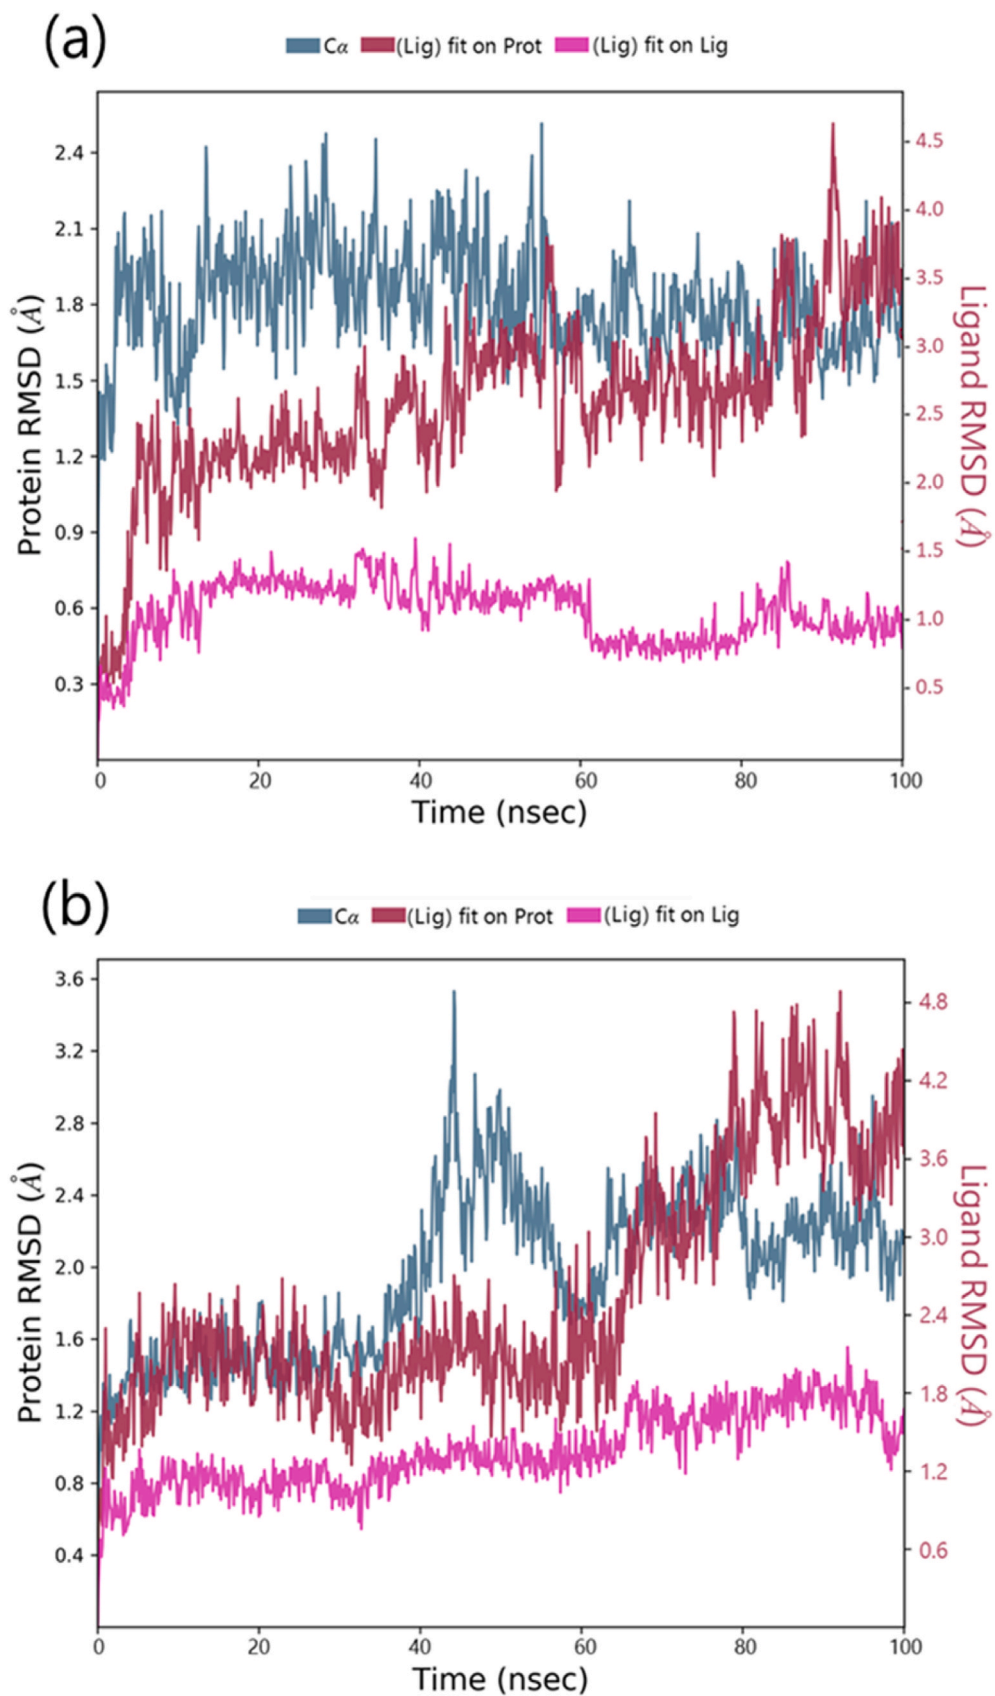 (a)
Cα (Lig) fit on Prot (Lig) fit on Lig
2.4
2.1
1.8
1.5
1.2
0.9
0.6
0.3
Protein RMSD (Å)
4.5
4.0
3.5
3.0
2.5
2.0
1.5
1.0
0.5
Ligand RMSD (Å)
0 20 40 60 80 100
Time (nsec)
(b)
Cα (Lig) fit on Prot (Lig) fit on Lig
3.6
3.2
2.8
2.4
2.0
1.6
1.2
0.8
0.4
Protein RMSD (Å)
4.8
4.2
3.6
3.0
2.4
1.8
1.2
0.6
Ligand RMSD (Å)
0 20 40 60 80 100
Time (nsec)